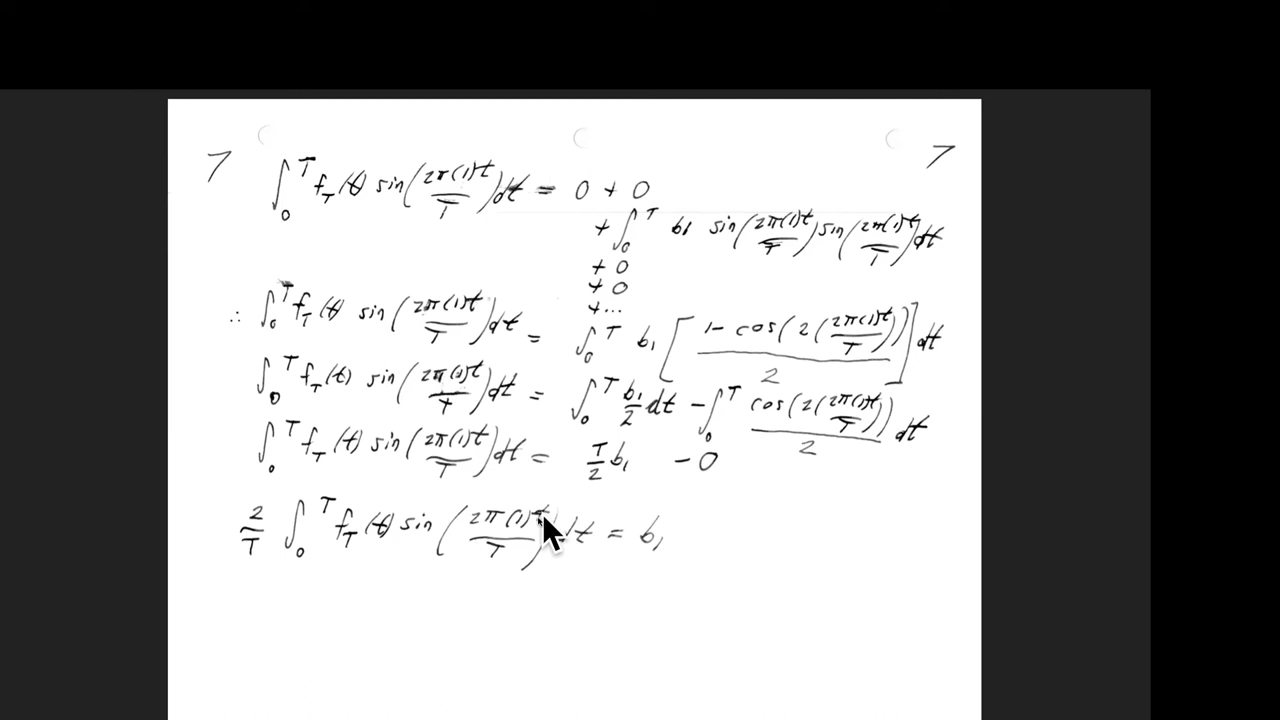 7 ∫₀ᵀ f_T(t) sin(2π(1)t/T)dt = 0 + 0 7
+ ∫₀ᵀ b₁ sin(2π(1)t/T) sin(2π(1)t/T)dt
+ 0
+ 0
+ ...
∴ ∫₀ᵀ f_T(t) sin(2π(1)t/T)dt = ∫₀ᵀ b₁ [(1 - cos(2(2π(1)t/T)))/2] dt
∫₀ᵀ f_T(t) sin(2π(1)t/T)dt = ∫₀ᵀ b₁/2 dt - ∫₀ᵀ cos(2(2π(1)t/T))/2 dt
∫₀ᵀ f_T(t) sin(2π(1)t/T)dt = T/2 b₁ - 0
2/T ∫₀ᵀ f_T(t) sin(2π(1)t/T)dt = b₁